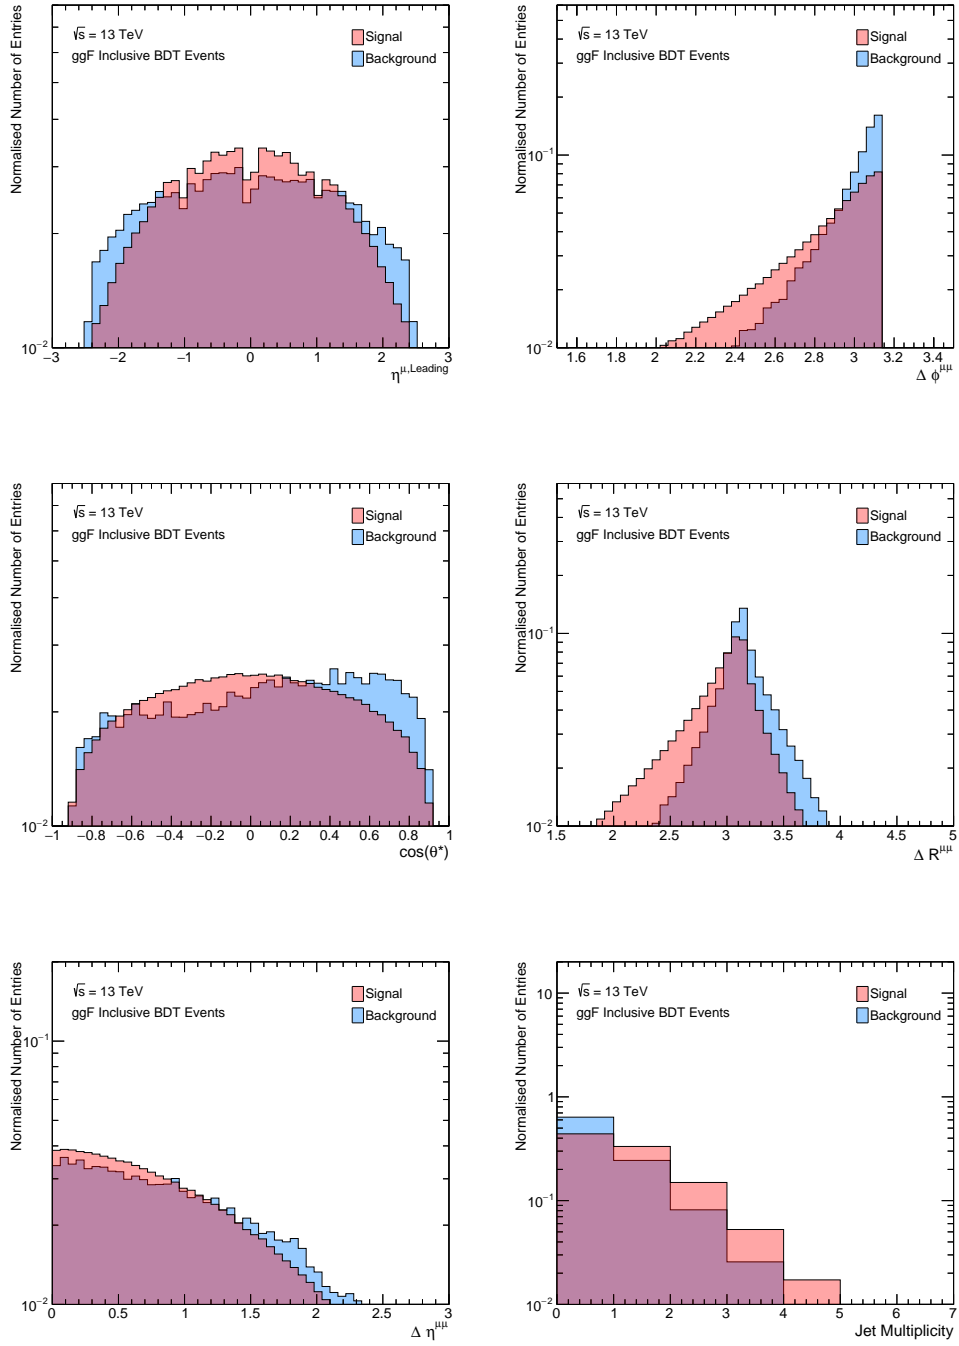 Normalised Number of Entries
√s = 13 TeV
ggF Inclusive BDT Events
Signal
Background
10⁻²
−3 −2 −1 0 1 2 3
η^μ,Leading
Normalised Number of Entries
√s = 13 TeV
ggF Inclusive BDT Events
Signal
Background
10⁻¹
10⁻²
1.6 1.8 2 2.2 2.4 2.6 2.8 3 3.2 3.4
Δ ϕ^μμ
Normalised Number of Entries
√s = 13 TeV
ggF Inclusive BDT Events
Signal
Background
10⁻²
−1 −0.8 −0.6 −0.4 −0.2 0 0.2 0.4 0.6 0.8 1
cos(θ*)
Normalised Number of Entries
√s = 13 TeV
ggF Inclusive BDT Events
Signal
Background
10⁻¹
10⁻²
1.5 2 2.5 3 3.5 4 4.5 5
Δ R^μμ
Normalised Number of Entries
√s = 13 TeV
ggF Inclusive BDT Events
Signal
Background
10⁻¹
10⁻²
0 0.5 1 1.5 2 2.5 3
Δ η^μμ
Normalised Number of Entries
√s = 13 TeV
ggF Inclusive BDT Events
Signal
Background
10
1
10⁻¹
10⁻²
0 1 2 3 4 5 6 7
Jet Multiplicity